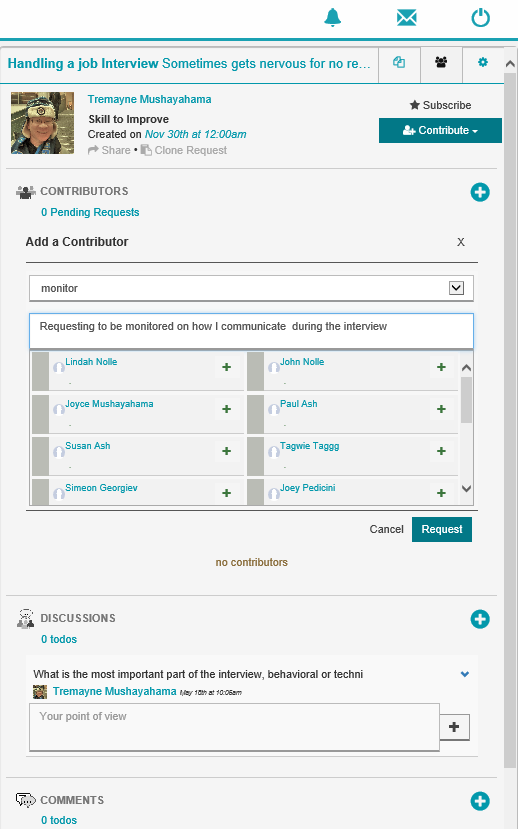 Handling a job Interview Sometimes gets nervous for no re...
Tremayne Mushayahama
Skill to Improve
Created on Nov 30th at 12:00am
Share • Clone Request
Subscribe
Contribute
CONTRIBUTORS
0 Pending Requests
Add a Contributor X
monitor
Requesting to be monitored on how I communicate during the interview
Lindah Nolle
John Nolle
Joyce Mushayahama
Paul Ash
Susan Ash
Tagwie Taggg
Simeon Georgiev
Joey Pedicini
Cancel Request
no contributors
DISCUSSIONS
0 todos
What is the most important part of the interview, behavioral or techni
Tremayne Mushayahama May 18th at 10:06am
Your point of view
COMMENTS
0 todos